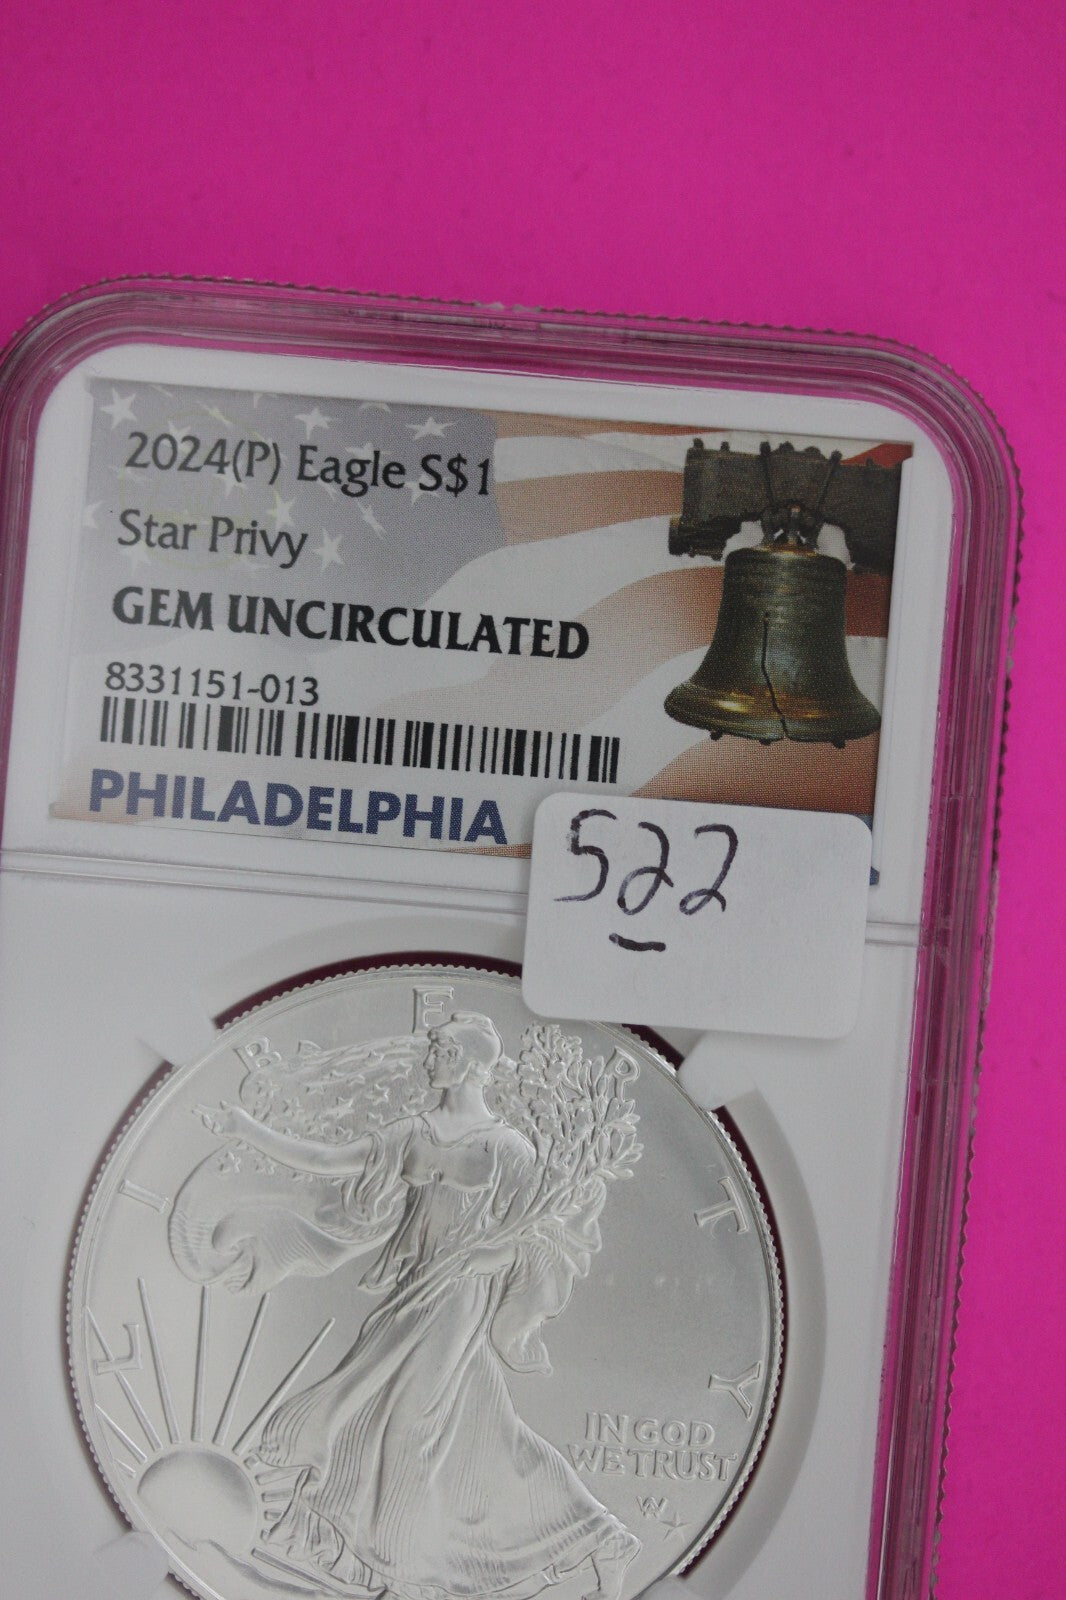 2024(P) Eagle S$1
Star Privy
GEM UNCIRCULATED
8331151-013
PHILADELPHIA
522
LIBERTY
IN GOD
WE TRUST
W